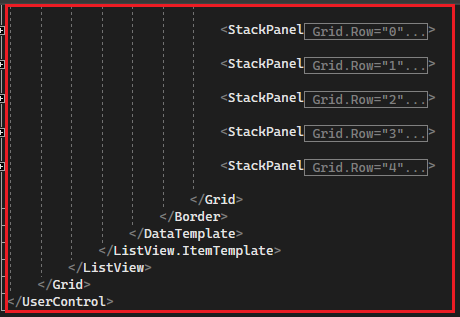 <StackPanel Grid.Row="0"...>
<StackPanel Grid.Row="1"...>
<StackPanel Grid.Row="2"...>
<StackPanel Grid.Row="3"...>
<StackPanel Grid.Row="4"...>
</Grid>
</Border>
</DataTemplate>
</ListView.ItemTemplate>
</ListView>
</Grid>
</UserControl>